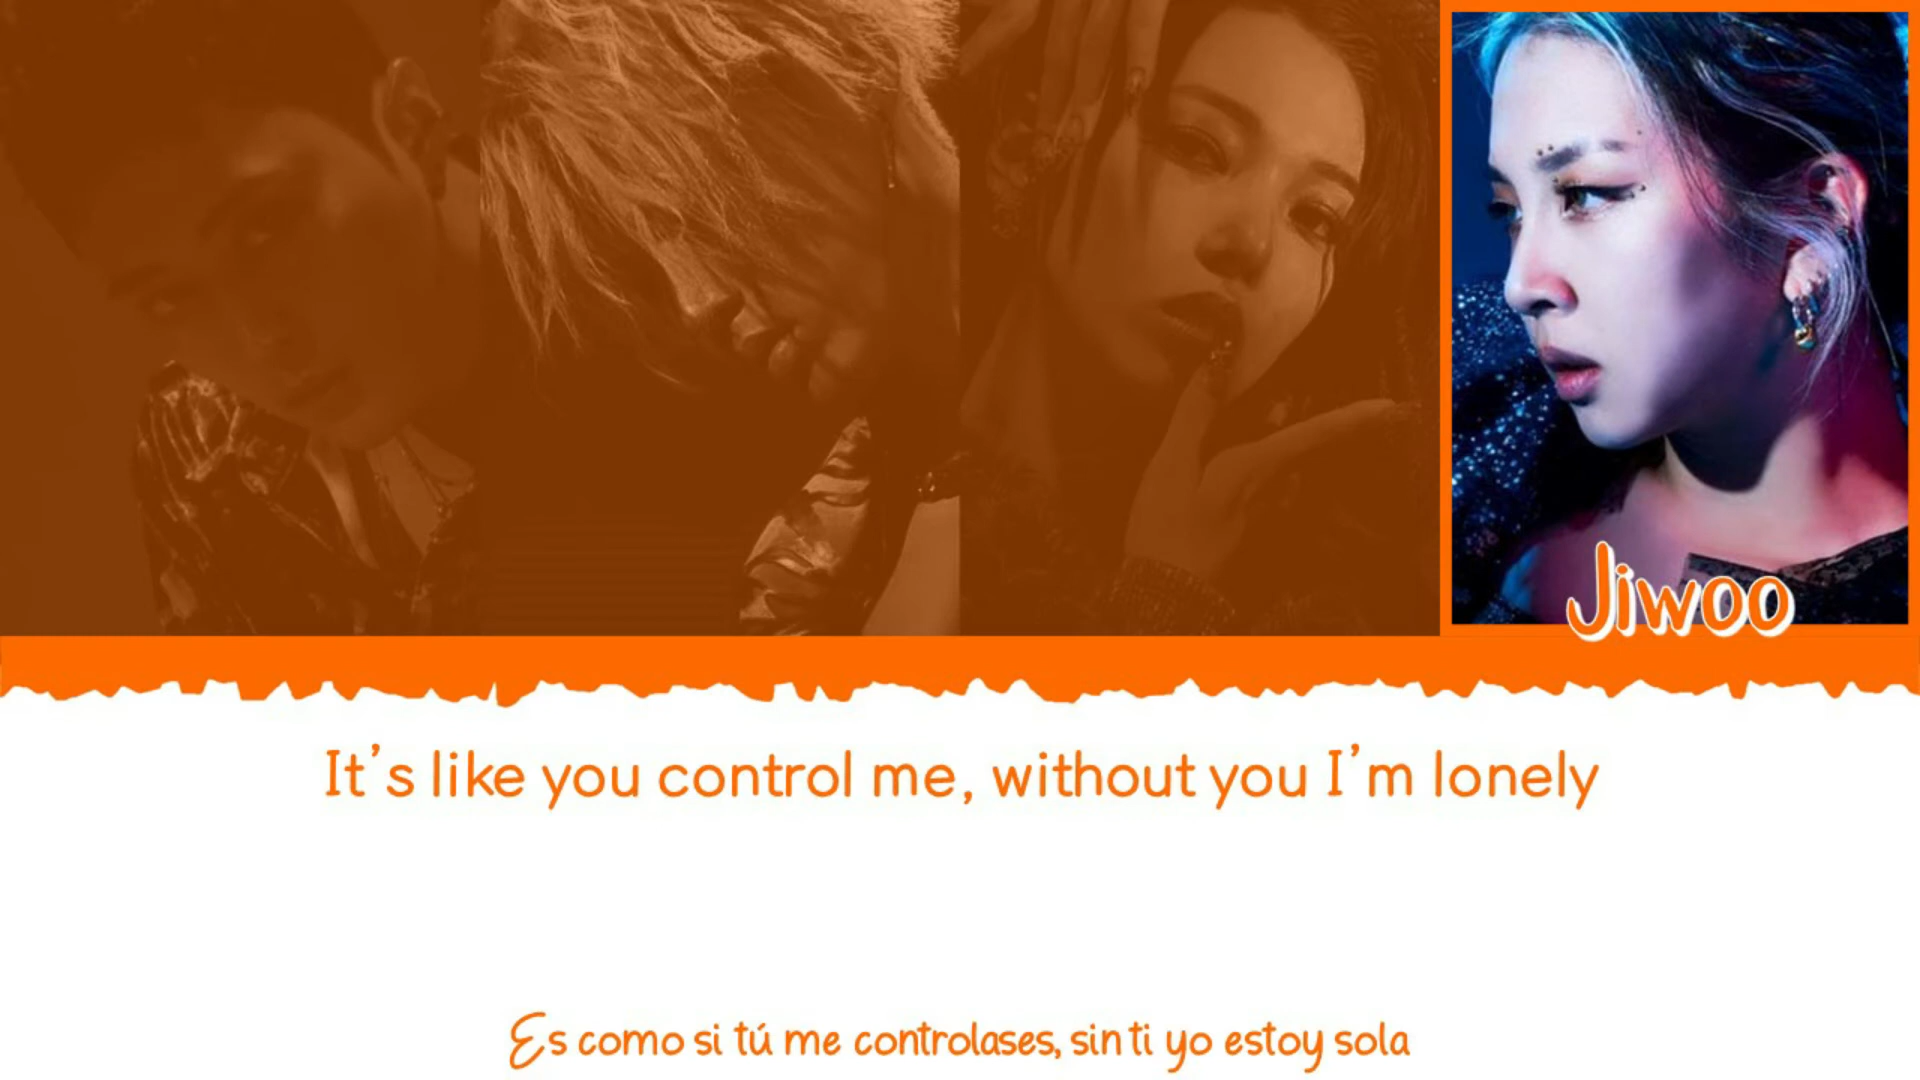 Jiwoo
It's like you control me, without you I'm lonely
Es como si tú me controlases, sin ti yo estoy sola